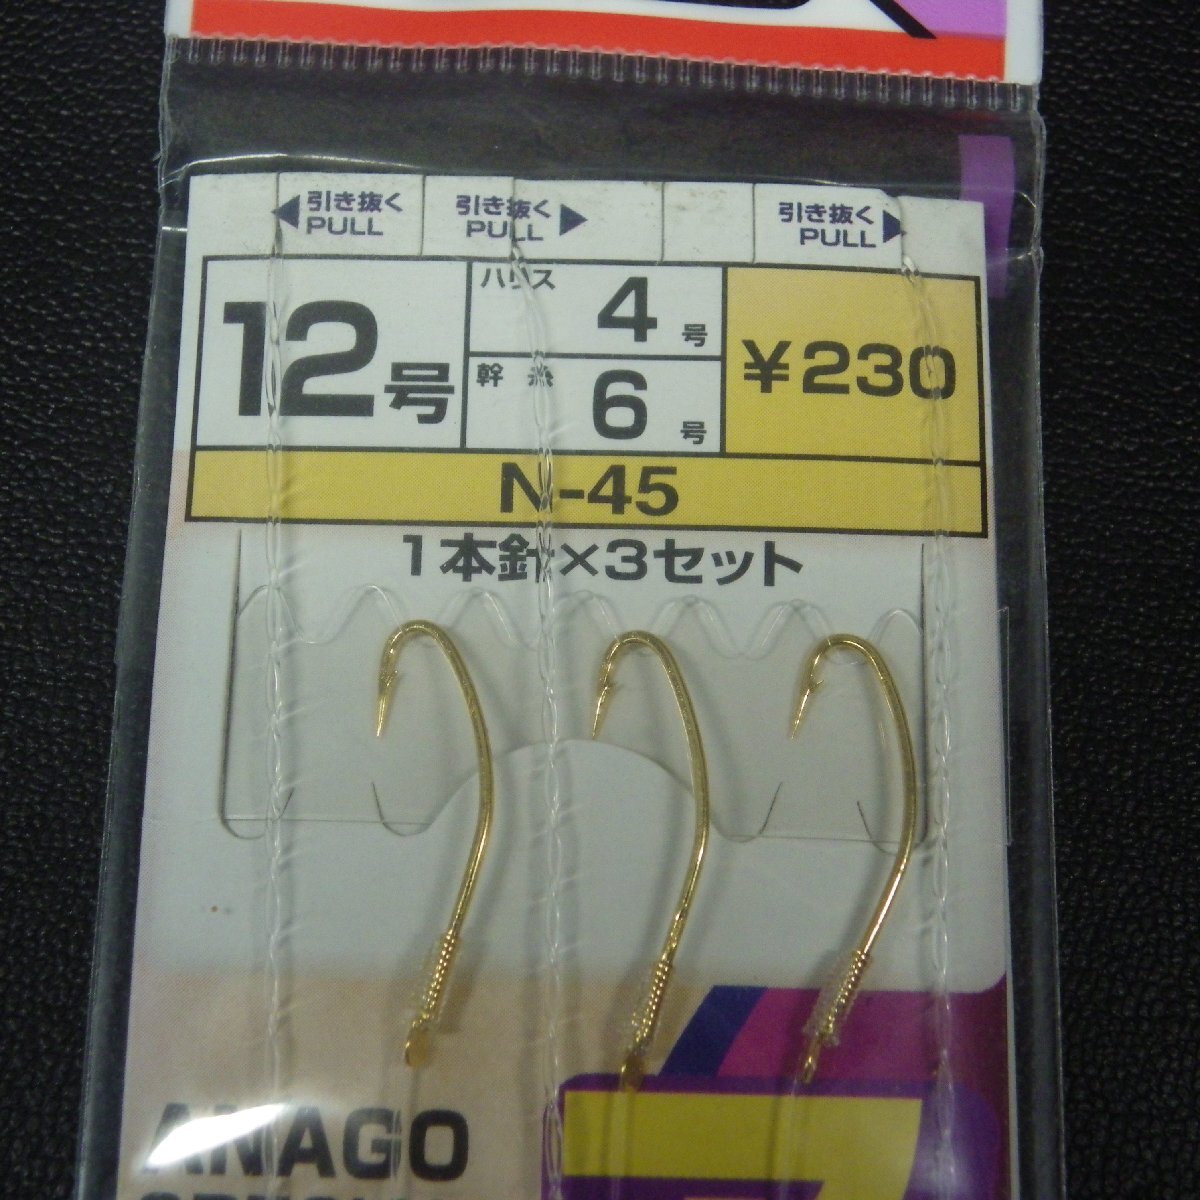 引き抜く 引き抜く 引き抜く
PULL PULL PULL
12号
ハリス 4号
幹糸 6号
¥230
N-45
1本針×3セット
ANAGO